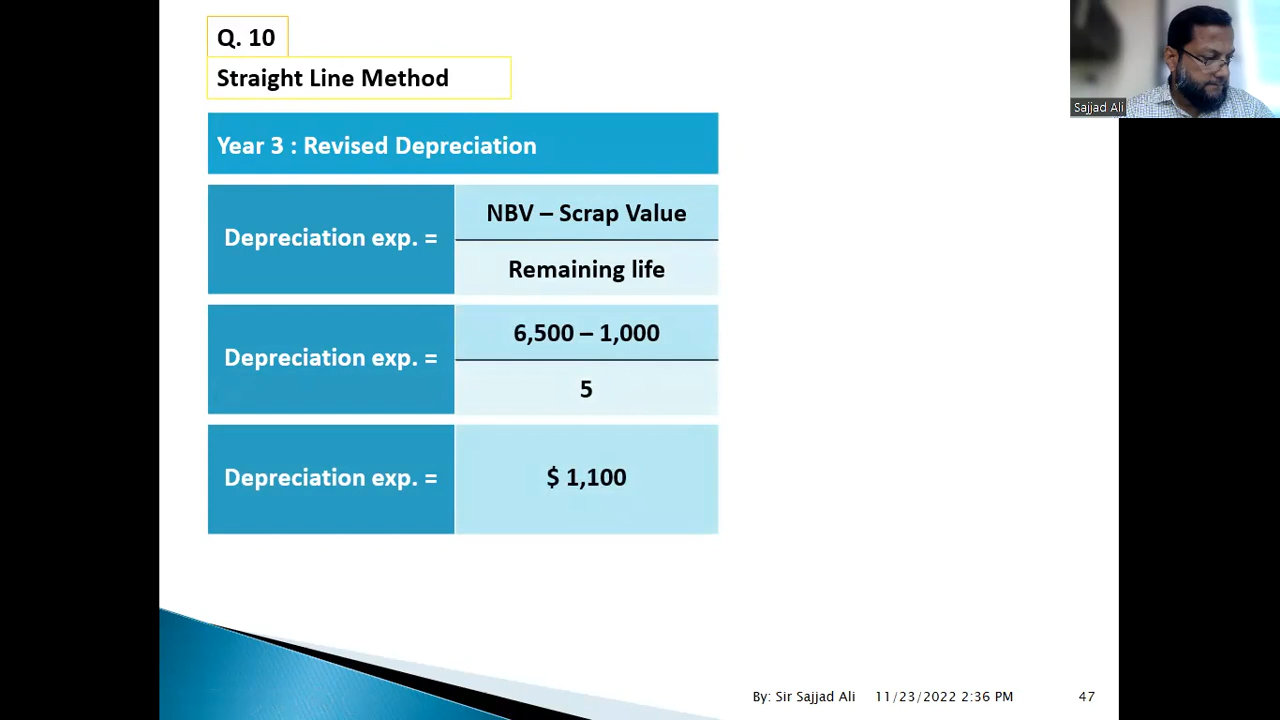 Q. 10
Straight Line Method
Sajjad Ali
Year 3 : Revised Depreciation
Depreciation exp. =
NBV – Scrap Value
Remaining life
Depreciation exp. =
6,500 – 1,000
5
Depreciation exp. =
$ 1,100
By: Sir Sajjad Ali 11/23/2022 2:36 PM 47